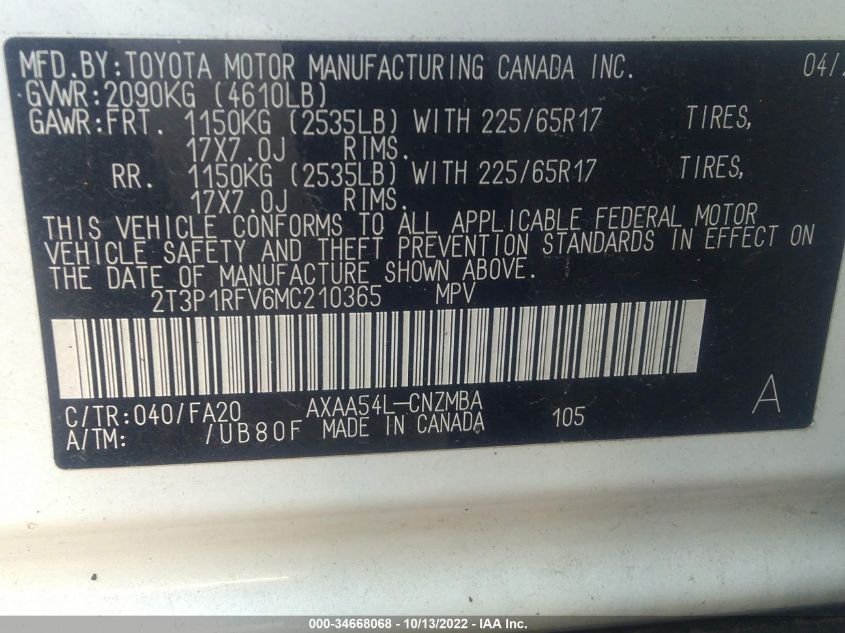 MFD.BY:TOYOTA MOTOR MANUFACTURING CANADA INC. 04/
GVWR:2090KG (4610LB)
GAWR:FRT. 1150KG (2535LB) WITH 225/65R17 TIRES,
17X7.0J RIMS.
RR. 1150KG (2535LB) WITH 225/65R17 TIRES,
17X7.0J RIMS.
THIS VEHICLE CONFORMS TO ALL APPLICABLE FEDERAL MOTOR
VEHICLE SAFETY AND THEFT PREVENTION STANDARDS IN EFFECT ON
THE DATE OF MANUFACTURE SHOWN ABOVE.
2T3P1RFV6MC210365 MPV
C/TR:040/FA20 AXAA54L-CNZMBA A
A/TM: /UB80F MADE IN CANADA 105
000-34668068 - 10/13/2022 - IAA Inc.